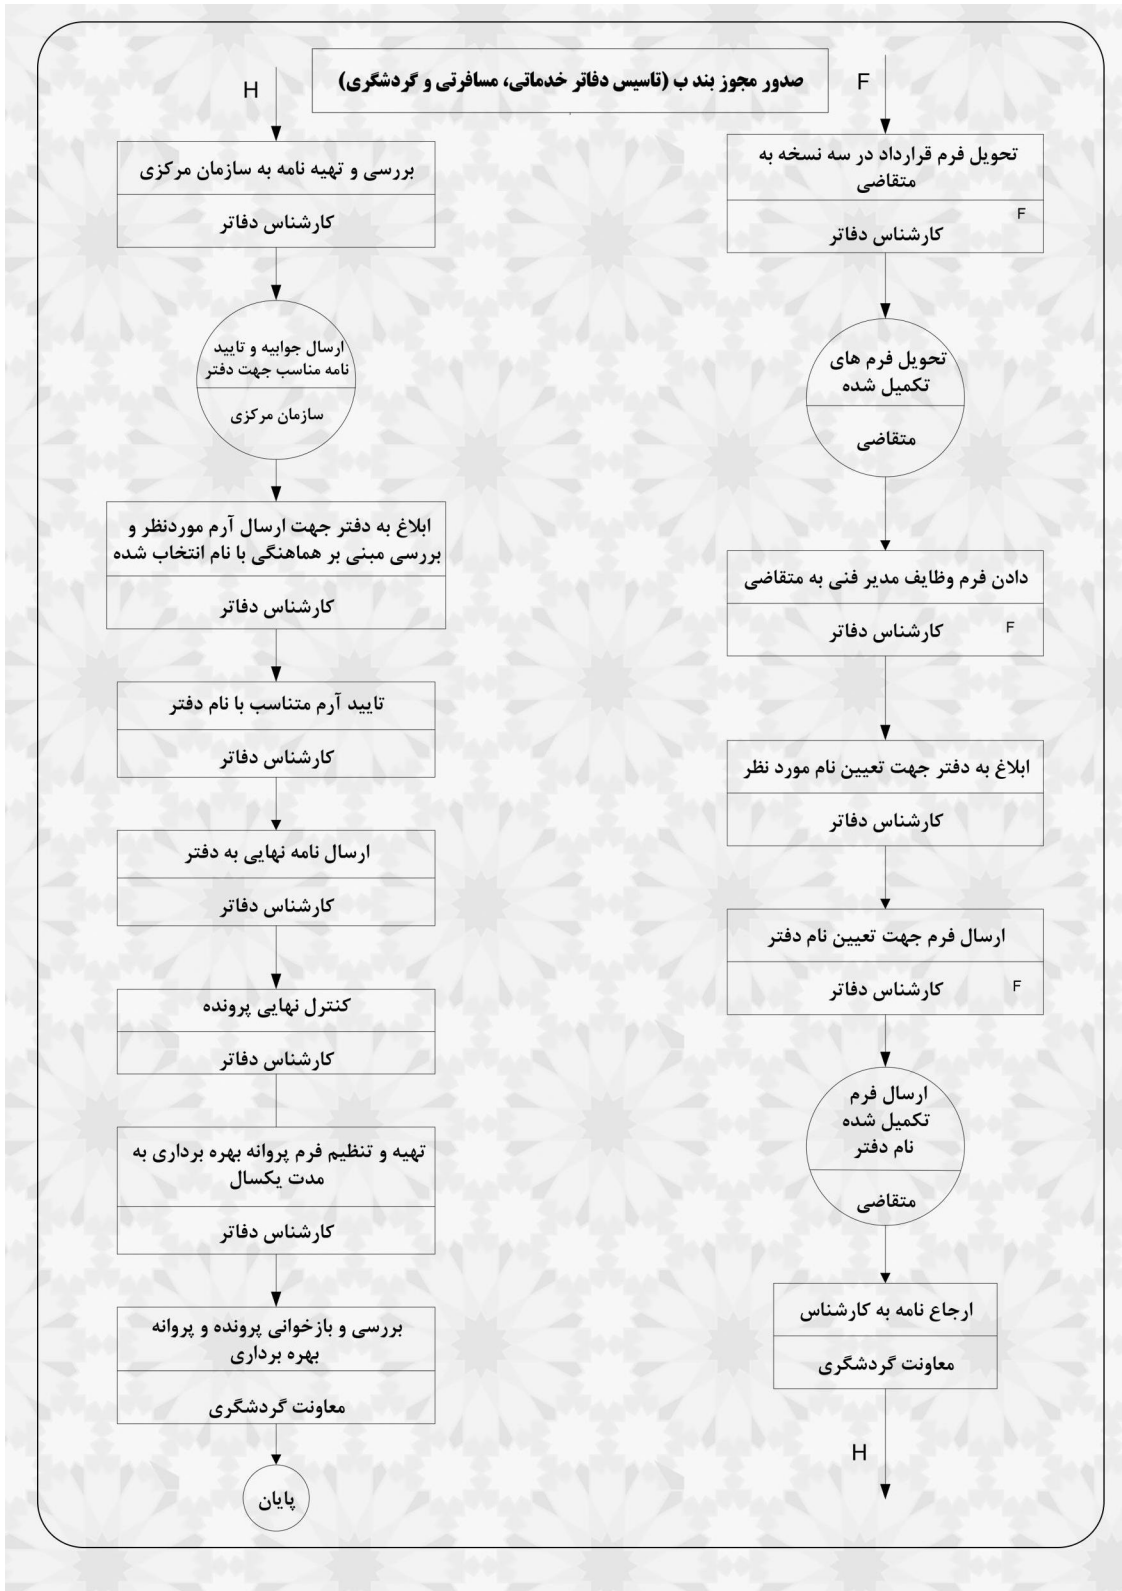 صدور مجوز بند ب (تاسیس دفاتر خدماتی، مسافرتی و گردشگری)
F
تحویل فرم قرارداد در سه نسخه به
متقاضی
F
کارشناس دفاتر
تحویل فرم های
تکمیل شده
متقاضی
دادن فرم وظایف مدیر فنی به متقاضی
کارشناس دفاتر
F
ابلاغ به دفتر جهت تعیین نام مورد نظر
کارشناس دفاتر
ارسال فرم جهت تعیین نام دفتر
کارشناس دفاتر
F
ارسال فرم
تکمیل شده
نام دفتر
متقاضی
ارجاع نامه به کارشناس
معاونت گردشگری
H
H
بررسی و تهیه نامه به سازمان مرکزی
کارشناس دفاتر
ارسال جوابیه و تایید
نامه مناسب جهت دفتر
سازمان مرکزی
ابلاغ به دفتر جهت ارسال آرم موردنظر و
بررسی مبنی بر هماهنگی با نام انتخاب شده
کارشناس دفاتر
تایید آرم متناسب با نام دفتر
کارشناس دفاتر
ارسال نامه نهایی به دفتر
کارشناس دفاتر
کنترل نهایی پرونده
کارشناس دفاتر
تهیه و تنظیم فرم پروانه بهره برداری به
مدت یکسال
کارشناس دفاتر
بررسی و بازخوانی پرونده و پروانه
بهره برداری
معاونت گردشگری
پایان